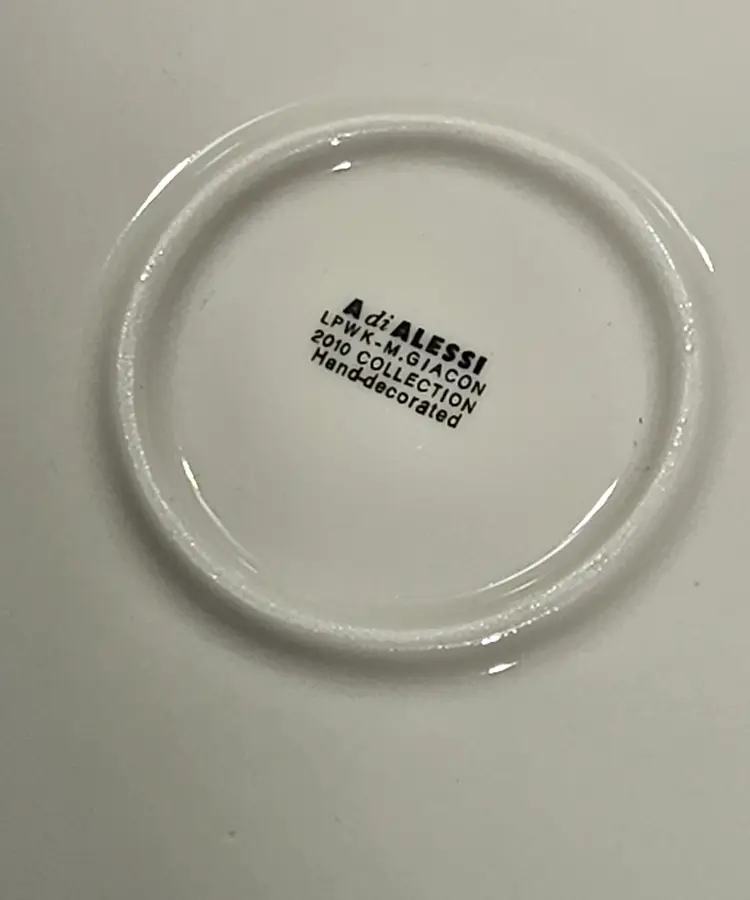 A di ALESSI
LPWK-M.GIACON
2010 COLLECTION
Hand-decorated